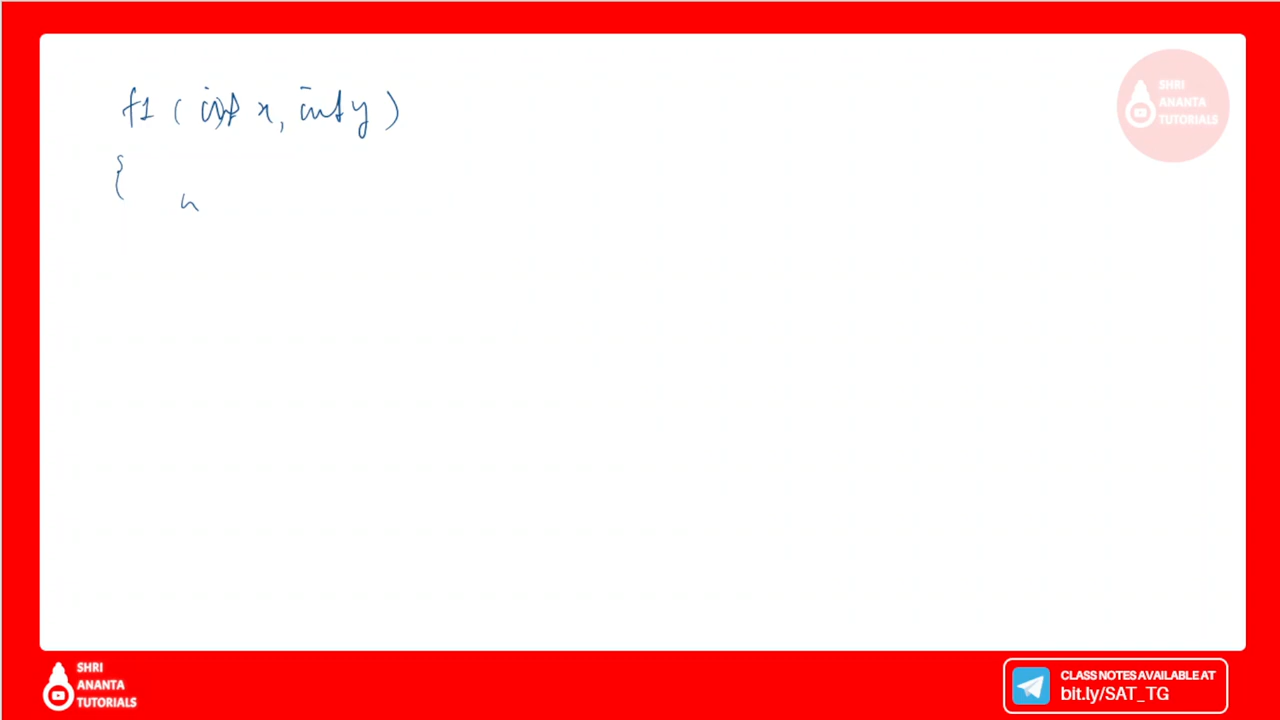 f1 ( int x, int y )
{
SHRI
ANANTA
TUTORIALS
SHRI
ANANTA
TUTORIALS
CLASS NOTES AVAILABLE AT
bit.ly/SAT_TG